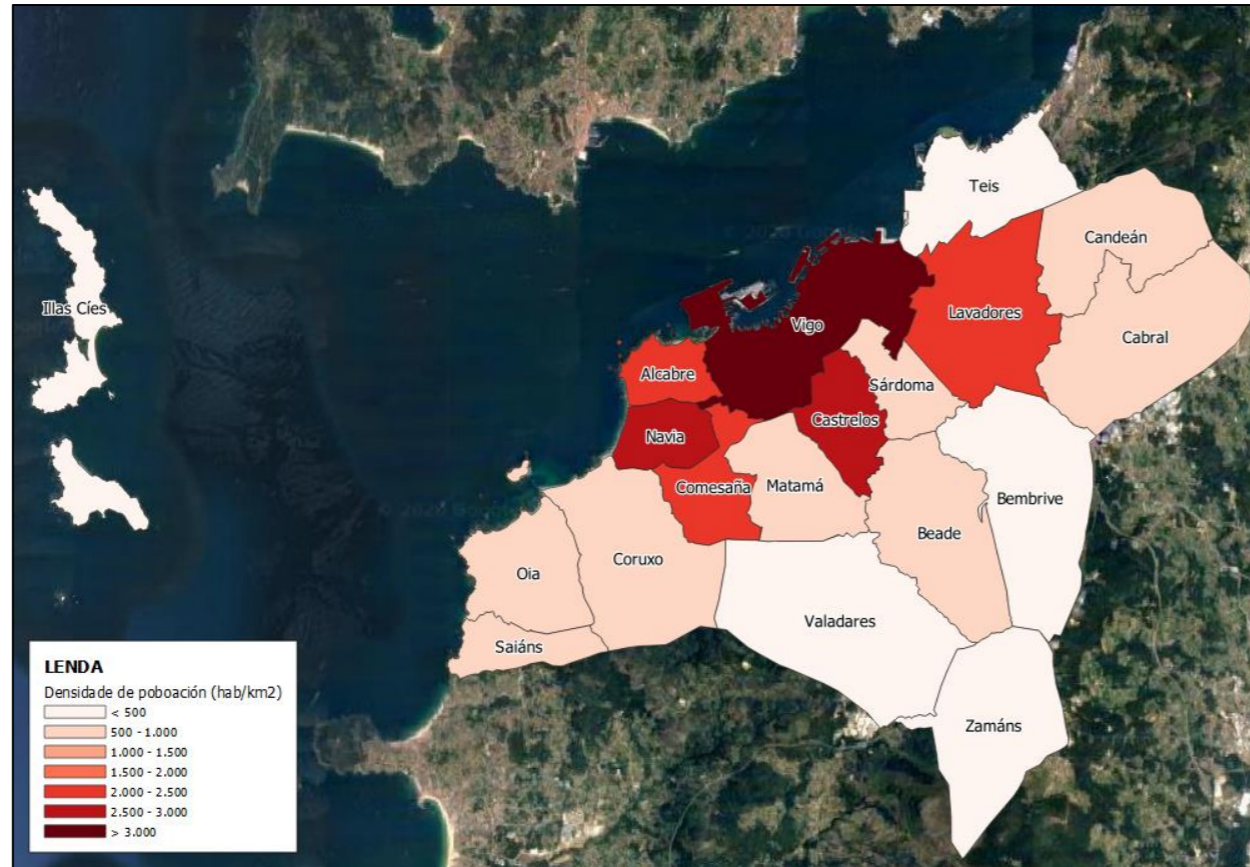 Teis
Candeán
Illas Cíes
Lavadores
Vigo
Cabral
Alcabre
Sárdoma
Castrelos
Navia
Comesaña
Matamá
Bembrive
Beade
Coruxo
Oia
Valadares
Saiáns
Zamáns
LENDA
Densidade de poboación (hab/km2)
< 500
500 - 1.000
1.000 - 1.500
1.500 - 2.000
2.000 - 2.500
2.500 - 3.000
> 3.000